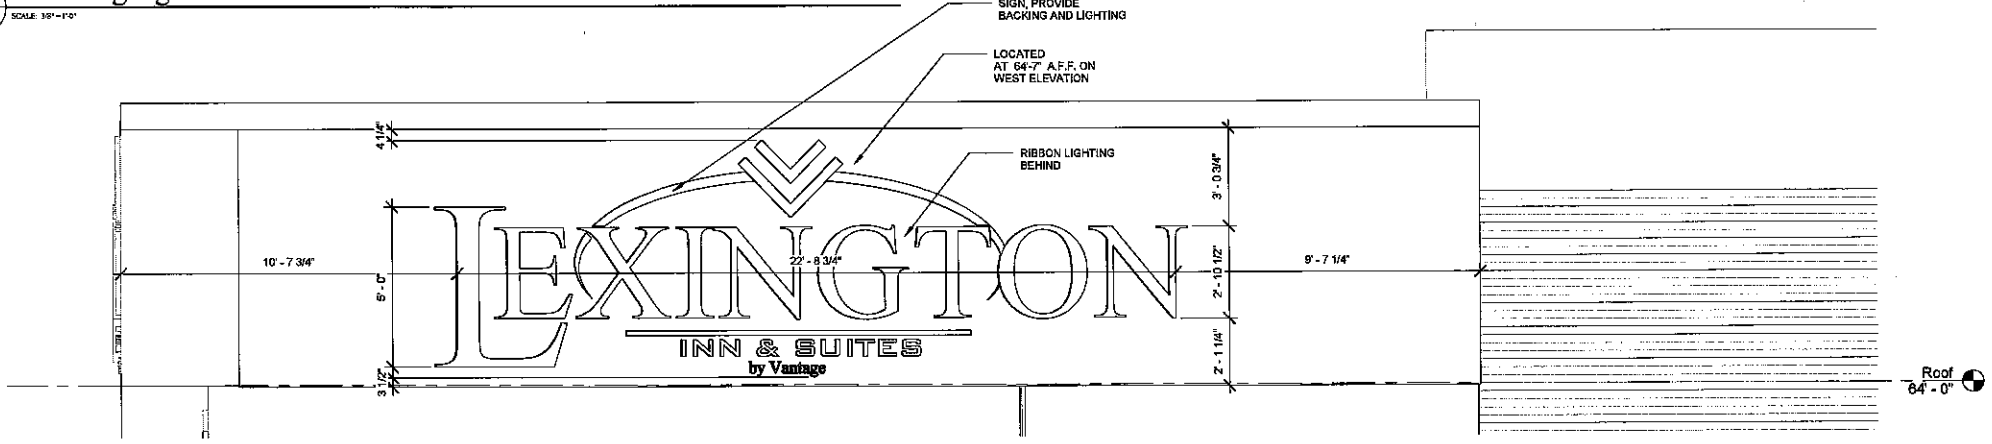 SCALE: 3/8"=1'-0"
SIGN, PROVIDE
BACKING AND LIGHTING
LOCATED
AT 64'-7" A.F.F. ON
WEST ELEVATION
RIBBON LIGHTING
BEHIND
4 1/4"
3' - 0 3/4"
10' - 7 3/4"
22' - 8 3/4"
9' - 7 1/4"
2' - 10 1/2"
LEXINGTON
INN & SUITES
by Vantage
2' - 1 1/4"
3 1/2"
Roof
64' - 0"